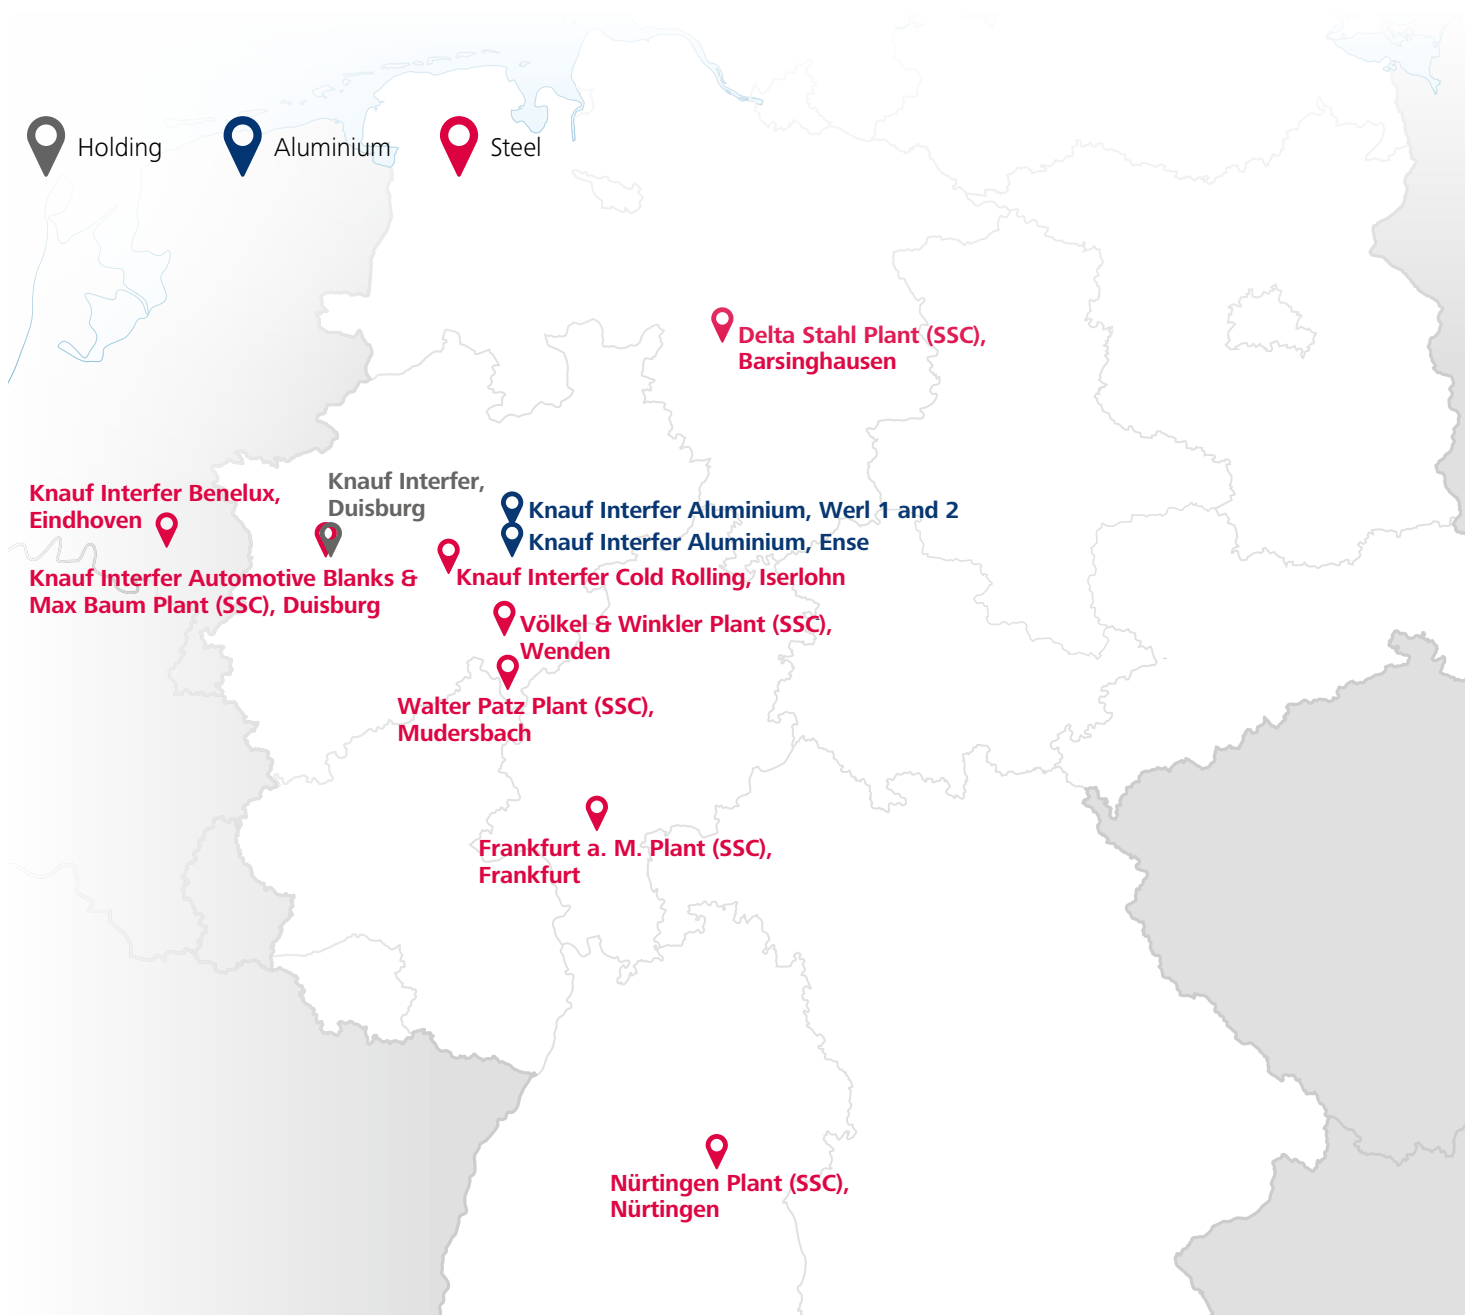 Holding
Aluminium
Steel
Delta Stahl Plant (SSC),
Barsinghausen
Knauf Interfer Benelux,
Eindhoven
Knauf Interfer,
Duisburg
Knauf Interfer Aluminium, Werl 1 and 2
Knauf Interfer Aluminium, Ense
Knauf Interfer Automotive Blanks &
Max Baum Plant (SSC), Duisburg
Knauf Interfer Cold Rolling, Iserlohn
Völkel & Winkler Plant (SSC),
Wenden
Walter Patz Plant (SSC),
Mudersbach
Frankfurt a. M. Plant (SSC),
Frankfurt
Nürtingen Plant (SSC),
Nürtingen